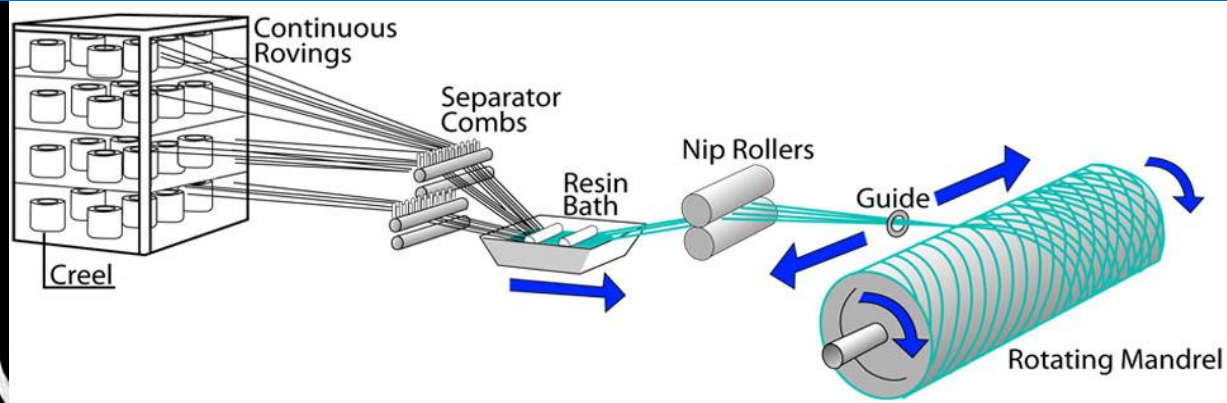 Continuous
Rovings
Separator
Combs
Resin
Bath
Nip Rollers
Guide
Creel
Rotating Mandrel